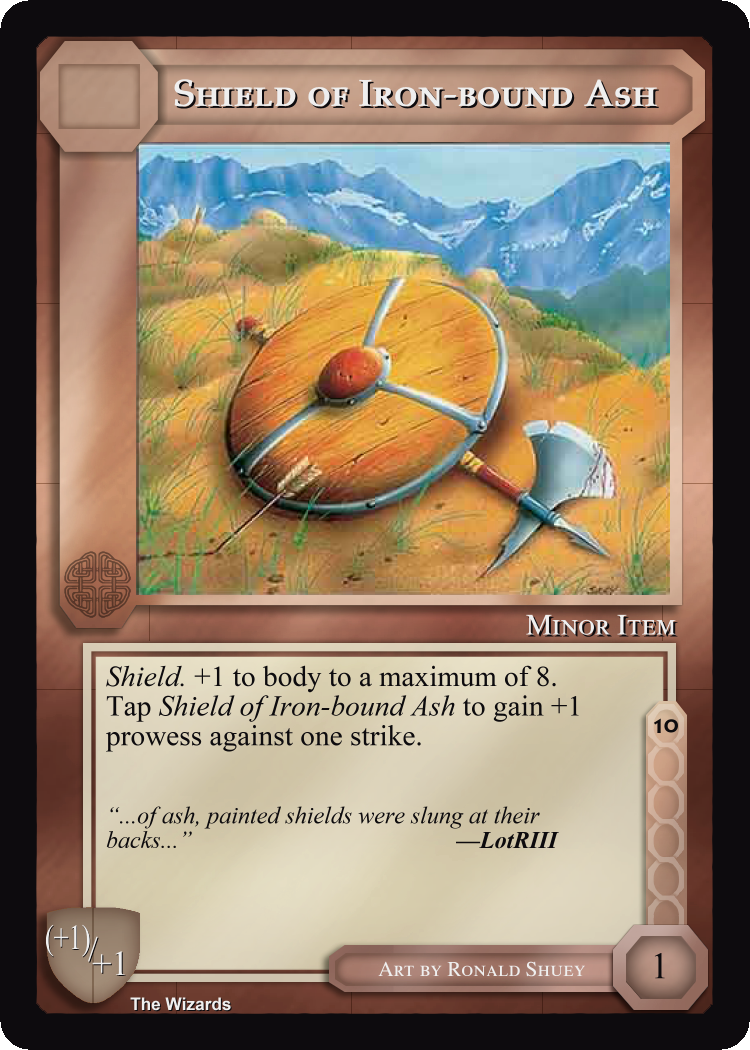 Shield of Iron-bound Ash
Minor Item
Shield. +1 to body to a maximum of 8.
Tap Shield of Iron-bound Ash to gain +1
prowess against one strike.
10
“...of ash, painted shields were slung at their
backs...” —LotRIII
(+1)/+1
Art by Ronald Shuey
1
The Wizards